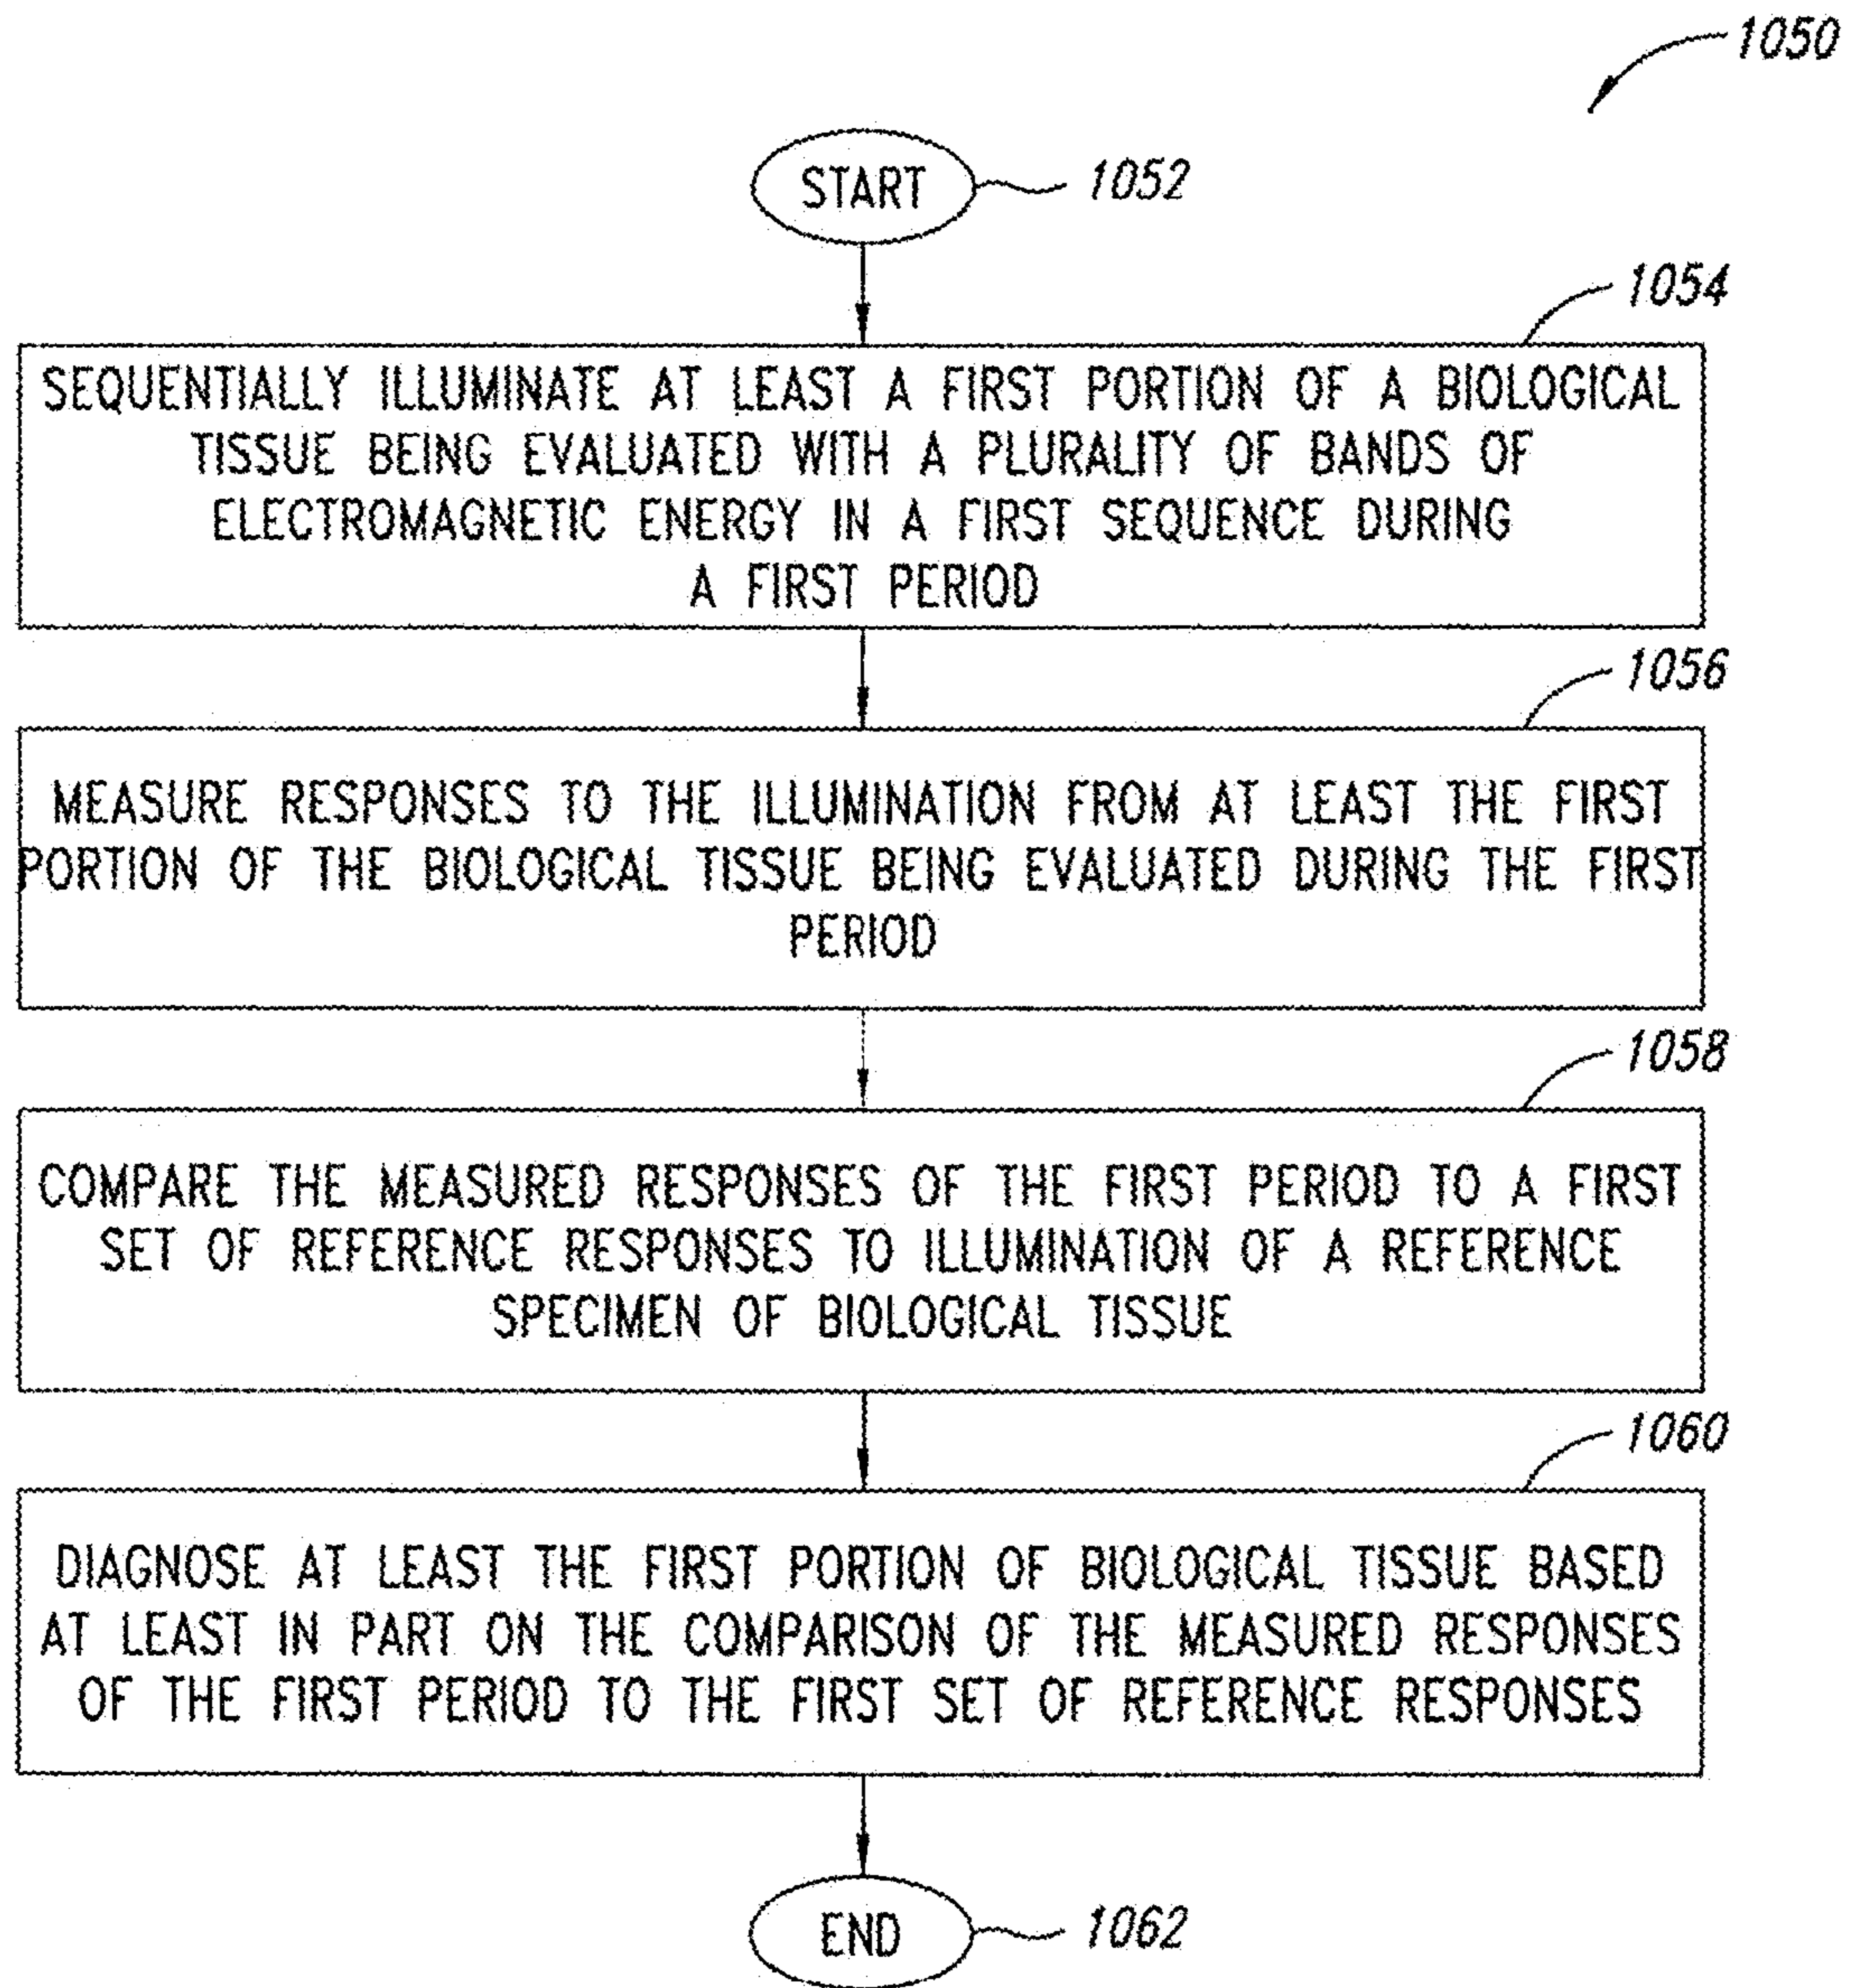 1050
START
1052
1054
SEQUENTIALLY ILLUMINATE AT LEAST A FIRST PORTION OF A BIOLOGICAL
TISSUE BEING EVALUATED WITH A PLURALITY OF BANDS OF
ELECTROMAGNETIC ENERGY IN A FIRST SEQUENCE DURING
A FIRST PERIOD
1056
MEASURE RESPONSES TO THE ILLUMINATION FROM AT LEAST THE FIRST
PORTION OF THE BIOLOGICAL TISSUE BEING EVALUATED DURING THE FIRST
PERIOD
1058
COMPARE THE MEASURED RESPONSES OF THE FIRST PERIOD TO A FIRST
SET OF REFERENCE RESPONSES TO ILLUMINATION OF A REFERENCE
SPECIMEN OF BIOLOGICAL TISSUE
1060
DIAGNOSE AT LEAST THE FIRST PORTION OF BIOLOGICAL TISSUE BASED
AT LEAST IN PART ON THE COMPARISON OF THE MEASURED RESPONSES
OF THE FIRST PERIOD TO THE FIRST SET OF REFERENCE RESPONSES
END
1062